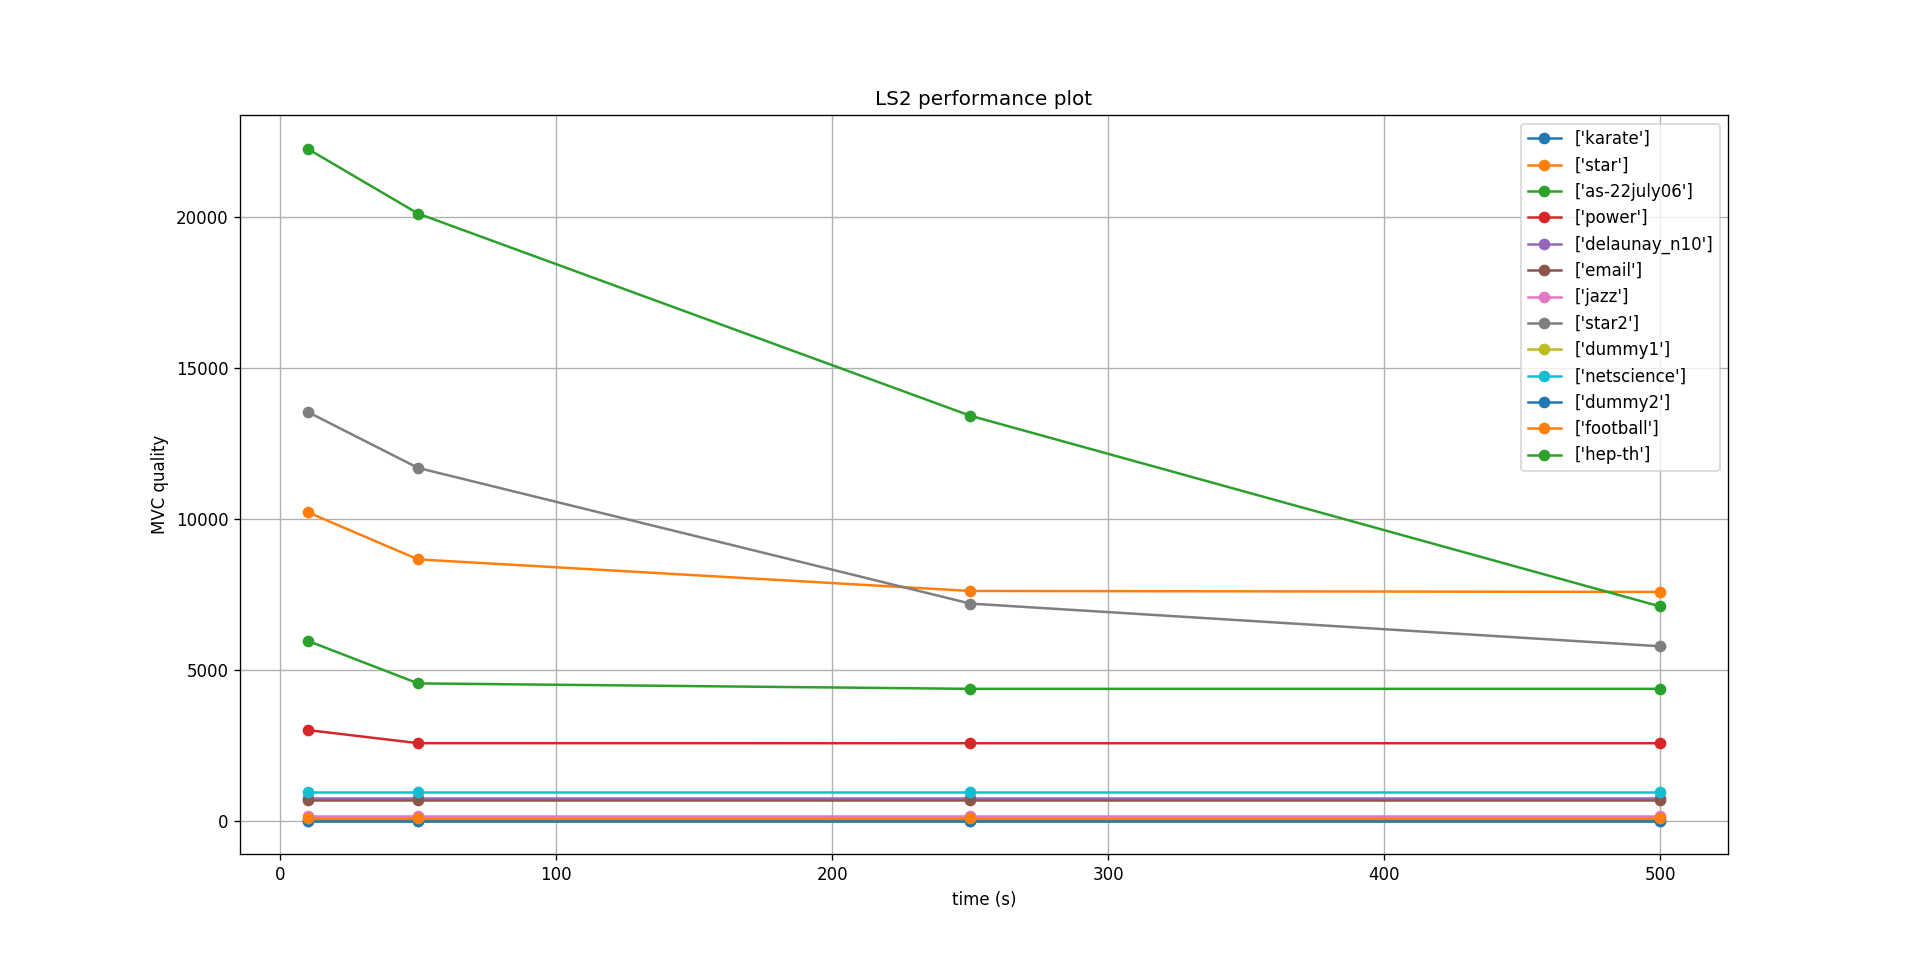 LS2 performance plot
MVC quality
20000
15000
10000
5000
0
0 100 200 300 400 500
time (s)
['karate']
['star']
['as-22july06']
['power']
['delaunay_n10']
['email']
['jazz']
['star2']
['dummy1']
['netscience']
['dummy2']
['football']
['hep-th']